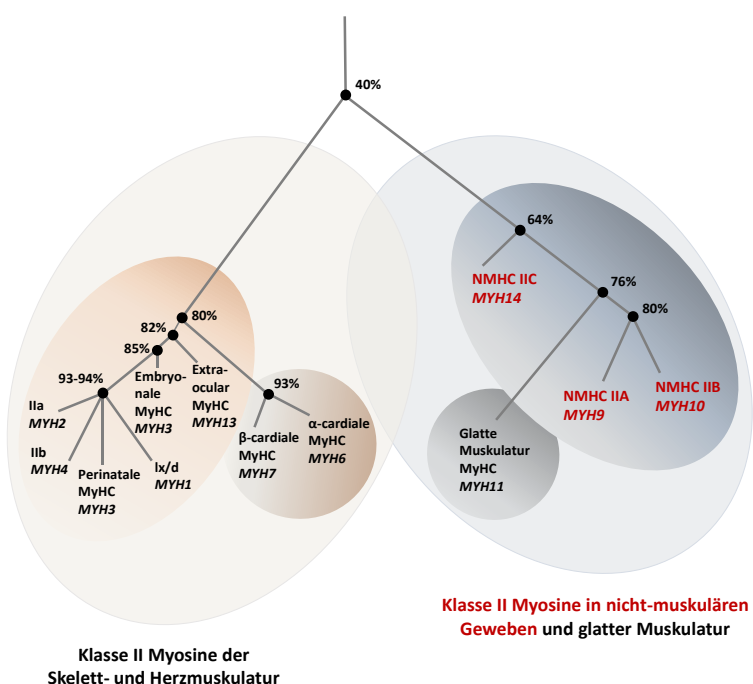 40%
64%
NMHC IIC
MYH14
76%
80%
NMHC IIA
MYH9
NMHC IIB
MYH10
80%
82%
85%
93-94%
IIa
MYH2
IIb
MYH4
Perinatale
MyHC
MYH3
Ix/d
MYH1
Embryo-
nale
MyHC
MYH3
Extra-
ocular
MyHC
MYH13
93%
β-cardiale
MyHC
MYH7
α-cardiale
MyHC
MYH6
Glatte
Muskulatur
MyHC
MYH11
Klasse II Myosine in nicht-muskulären
Geweben und glatter Muskulatur
Klasse II Myosine der
Skelett- und Herzmuskulatur